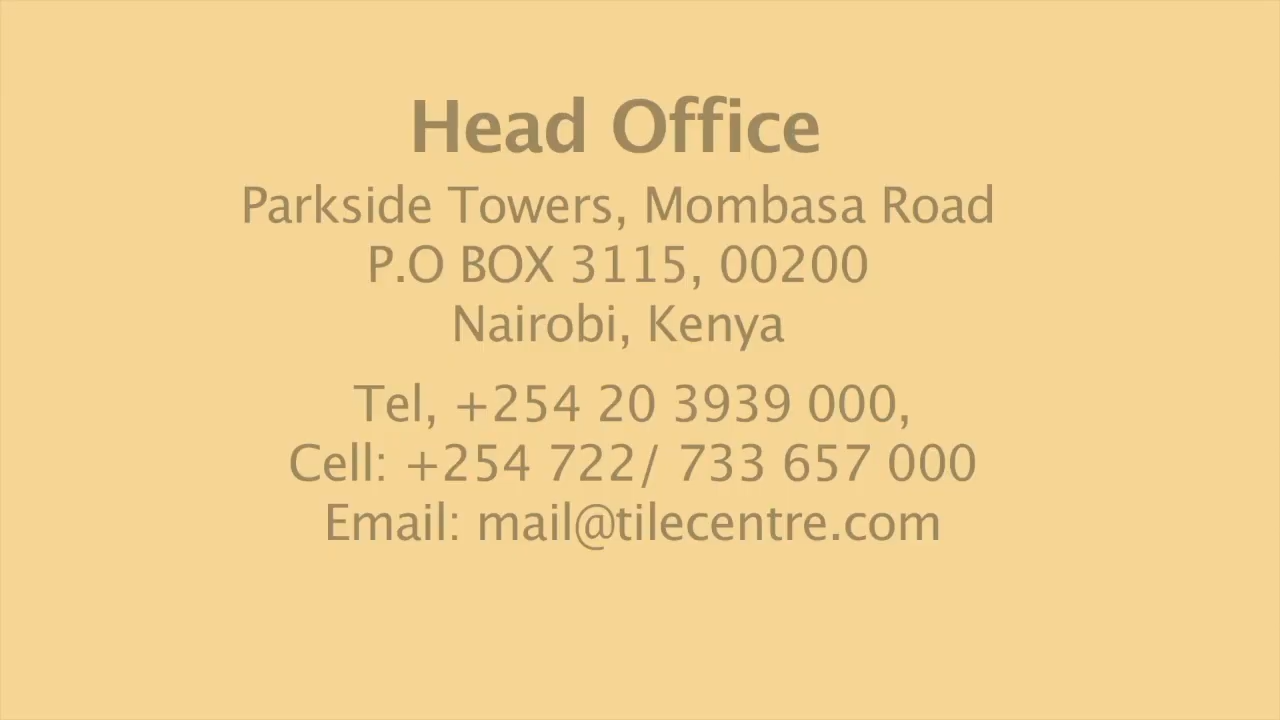 Head Office
Parkside Towers, Mombasa Road
P.O BOX 3115, 00200
Nairobi, Kenya
Tel, +254 20 3939 000,
Cell: +254 722/ 733 657 000
Email: mail@tilecentre.com